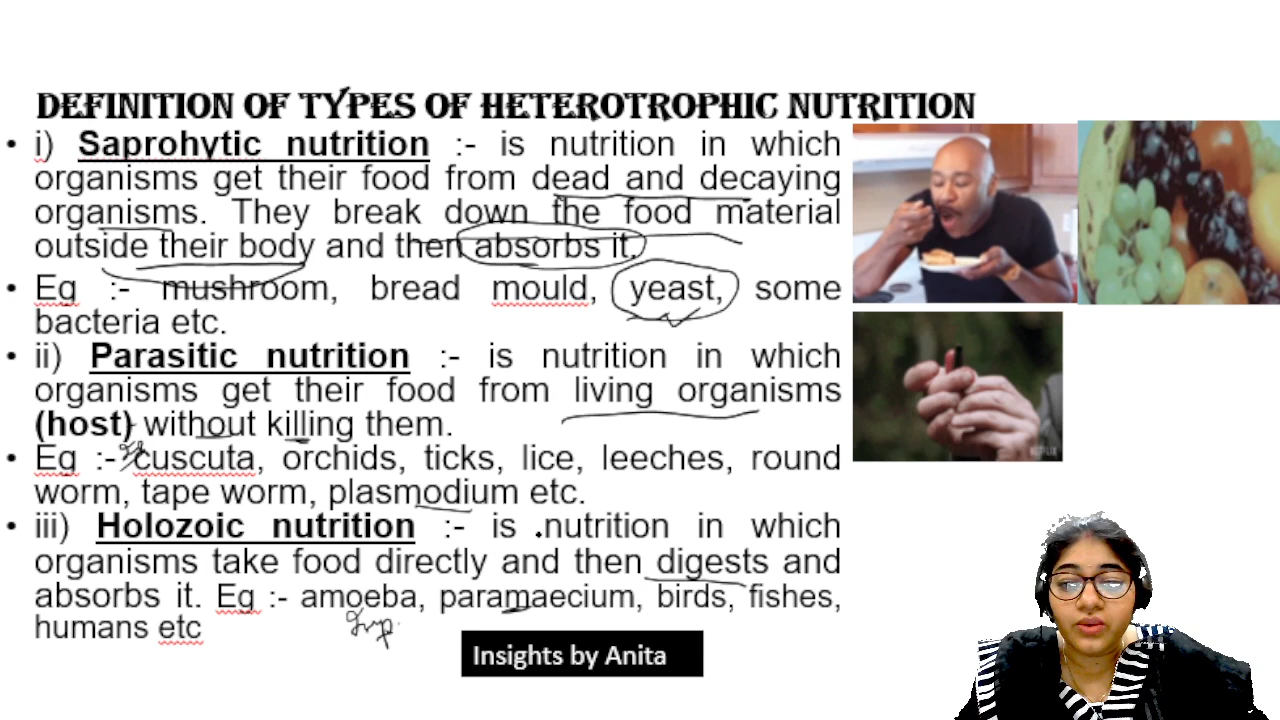 DEFINITION OF TYPES OF HETEROTROPHIC NUTRITION
• i) Saprohytic nutrition :- is nutrition in which
organisms get their food from dead and decaying
organisms. They break down the food material
outside their body and then absorbs it.
• Eg :- mushroom, bread mould, yeast, some
bacteria etc.
• ii) Parasitic nutrition :- is nutrition in which
organisms get their food from living organisms
(host) without killing them.
• Eg :- cuscuta, orchids, ticks, lice, leeches, round
worm, tape worm, plasmodium etc.
• iii) Holozoic nutrition :- is nutrition in which
organisms take food directly and then digests and
absorbs it. Eg :- amoeba, paramaecium, birds, fishes,
humans etc
Imp
Insights by Anita
NETFLIX